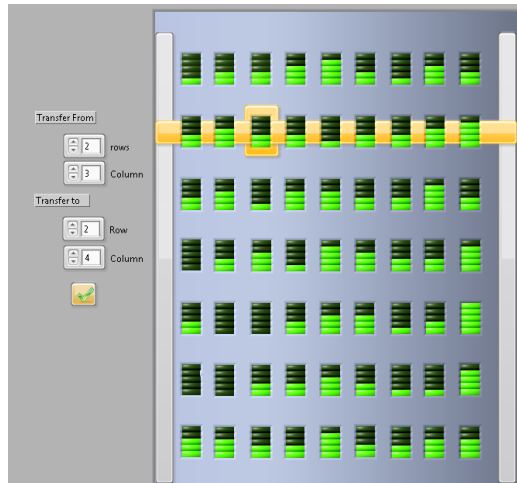 Transfer From
2 rows
3 Column
Transfer to
2 Row
4 Column